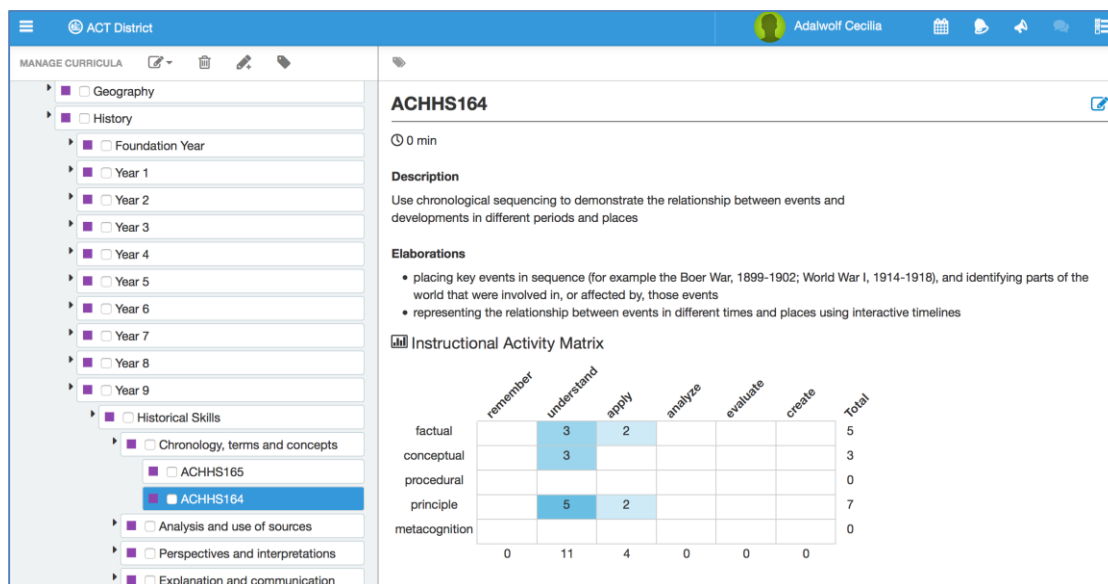 ACT District
Adalwolf Cecilia
MANAGE CURRICULA
Geography
History
Foundation Year
Year 1
Year 2
Year 3
Year 4
Year 5
Year 6
Year 7
Year 8
Year 9
Historical Skills
Chronology, terms and concepts
ACHHS165
ACHHS164
Analysis and use of sources
Perspectives and interpretations
Explanation and communication
ACHHS164
0 min
Description
Use chronological sequencing to demonstrate the relationship between events and
developments in different periods and places
Elaborations
• placing key events in sequence (for example the Boer War, 1899-1902; World War I, 1914-1918), and identifying parts of the
world that were involved in, or affected by, those events
• representing the relationship between events in different times and places using interactive timelines
Instructional Activity Matrix
remember understand apply analyze evaluate create Total
factual 3 2 5
conceptual 3 3
procedural 0
principle 5 2 7
metacognition 0
0 11 4 0 0 0